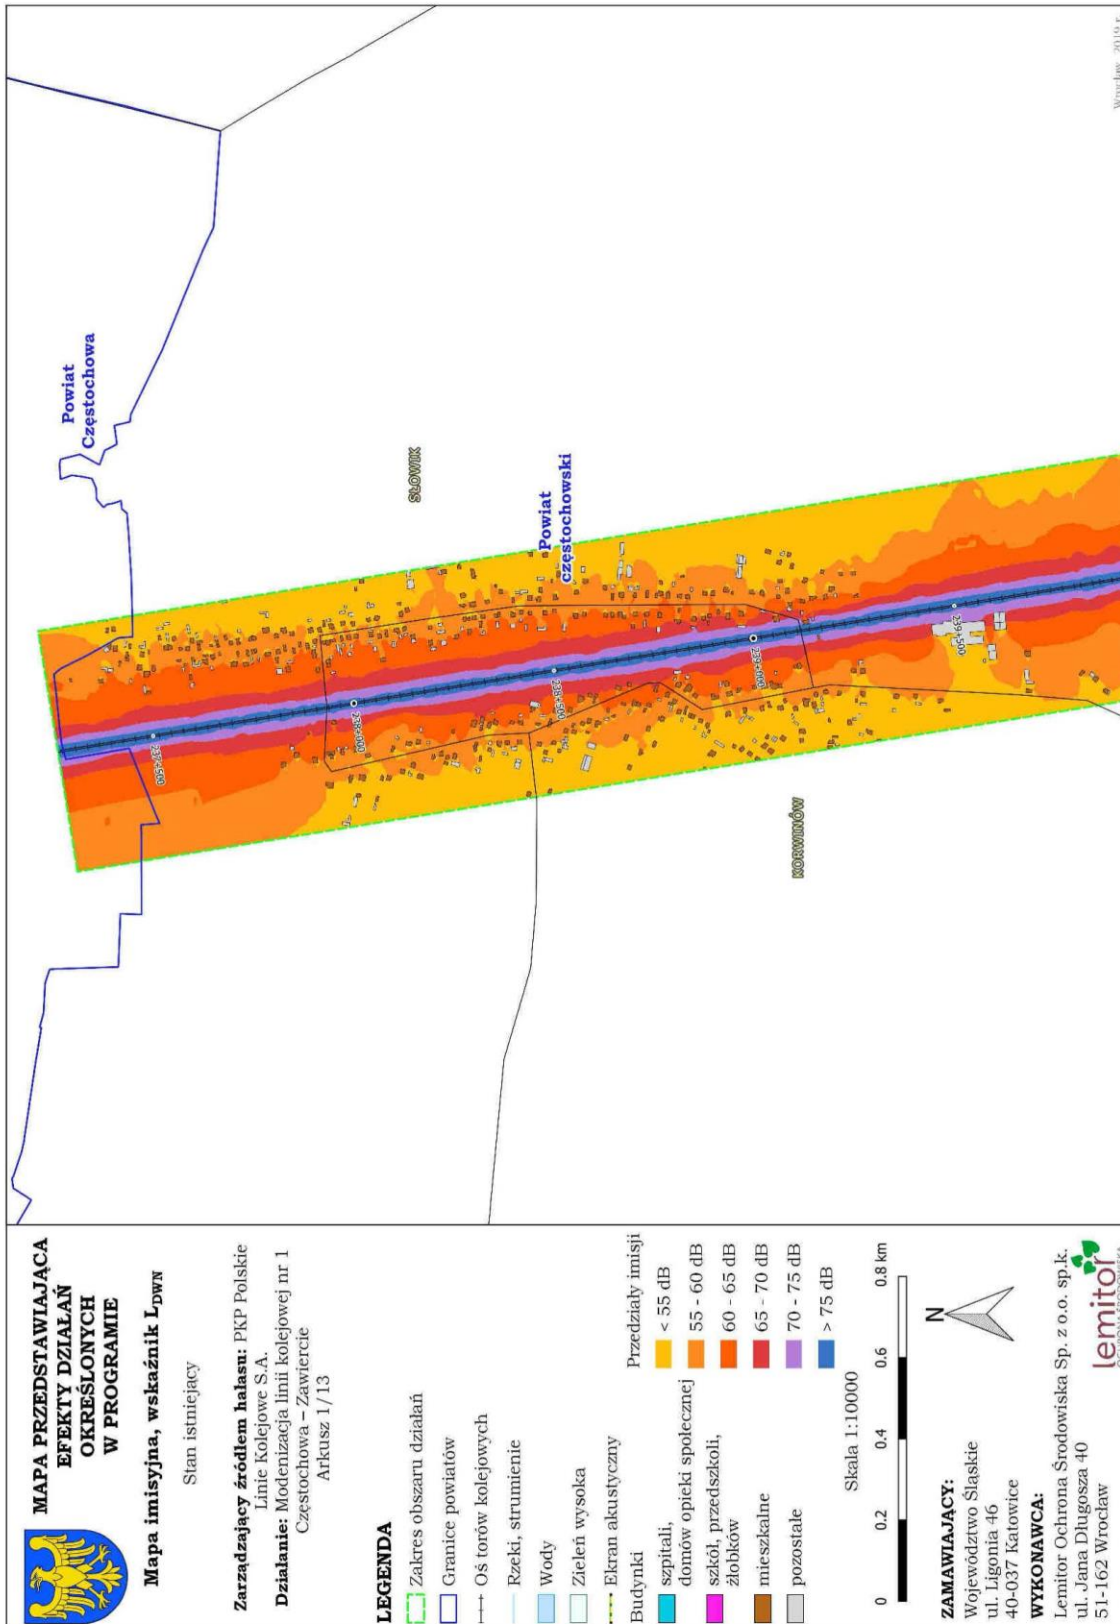 MAPA PRZEDSTAWIAJĄCA
EFEKTY DZIAŁAŃ
OKREŚLONYCH
W PROGRAMIE
Mapa imisyjna, wskaźnik LDWN
Stan istniejący
Zarządzający źródłem hałasu: PKP Polskie
Linie Kolejowe S.A.
Działanie: Modenizacja linii kolejowej nr 1
Częstochowa – Zawiercie
Arkusz 1/13
LEGENDA
Zakres obszaru działań
Granice powiatów
Oś torów kolejowych
Rzeki, strumienie
Wody
Zieleń wysoka
Ekran akustyczny
Budynki
szpitali,
domów opieki społecznej
szkół, przedszkoli,
żłobków
mieszkalne
pozostałe
Przedziały imisji
< 55 dB
55 - 60 dB
60 - 65 dB
65 - 70 dB
70 - 75 dB
> 75 dB
Skala 1:10000
0 0.2 0.4 0.6 0.8 km
N
ZAMAWIAJĄCY:
Województwo Śląskie
ul. Ligonia 46
40-037 Katowice
WYKONAWCA:
Lemitor Ochrona Środowiska Sp. z o.o. sp.k.
ul. Jana Długosza 40
51-162 Wrocław
lemitor
Powiat
Częstochowa
SŁOWIK
Powiat
częstochowski
KORWINÓW
237+500
238+000
238+500
239+000
239+500
Wrocław, 2019 r.